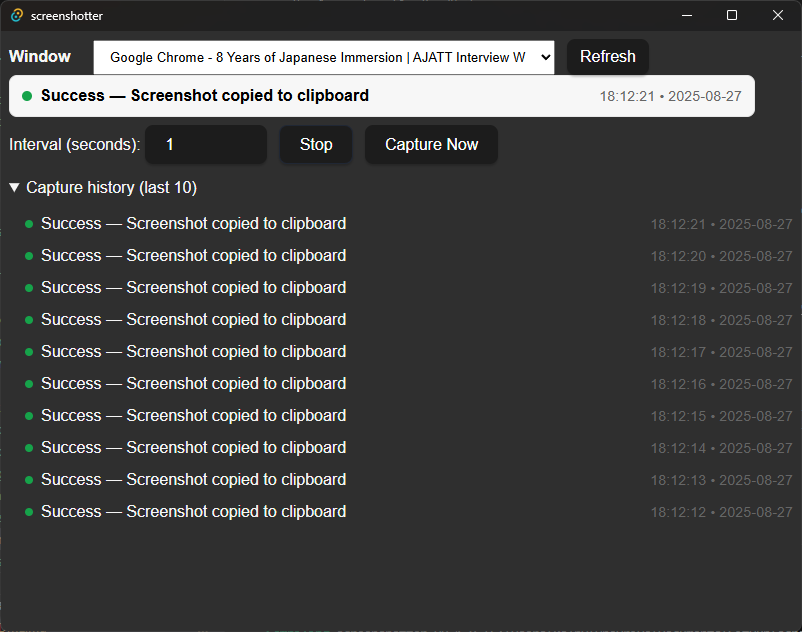 screenshotter
Window Google Chrome - 8 Years of Japanese Immersion | AJATT Interview W Refresh
Success — Screenshot copied to clipboard 18:12:21 • 2025-08-27
Interval (seconds): 1 Stop Capture Now
Capture history (last 10)
Success — Screenshot copied to clipboard 18:12:21 • 2025-08-27
Success — Screenshot copied to clipboard 18:12:20 • 2025-08-27
Success — Screenshot copied to clipboard 18:12:19 • 2025-08-27
Success — Screenshot copied to clipboard 18:12:18 • 2025-08-27
Success — Screenshot copied to clipboard 18:12:17 • 2025-08-27
Success — Screenshot copied to clipboard 18:12:16 • 2025-08-27
Success — Screenshot copied to clipboard 18:12:15 • 2025-08-27
Success — Screenshot copied to clipboard 18:12:14 • 2025-08-27
Success — Screenshot copied to clipboard 18:12:13 • 2025-08-27
Success — Screenshot copied to clipboard 18:12:12 • 2025-08-27